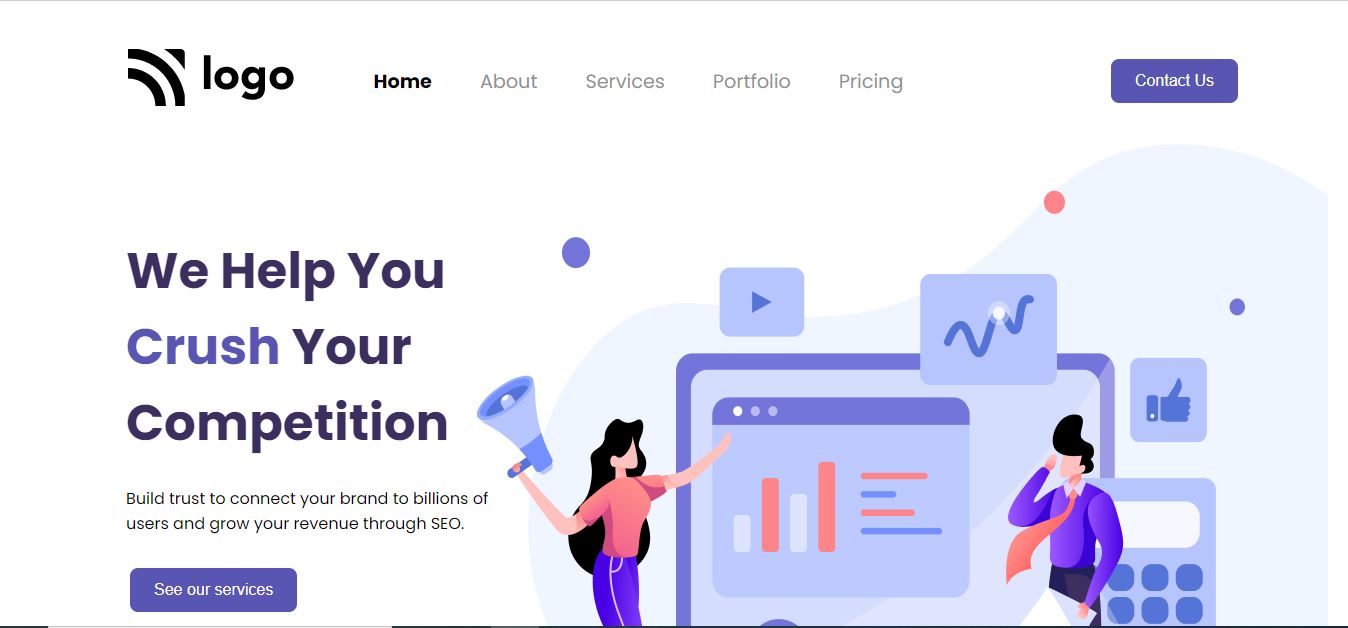 logo
Home
About
Services
Portfolio
Pricing
Contact Us
We Help You
Crush Your
Competition
Build trust to connect your brand to billions of
users and grow your revenue through SEO.
See our services